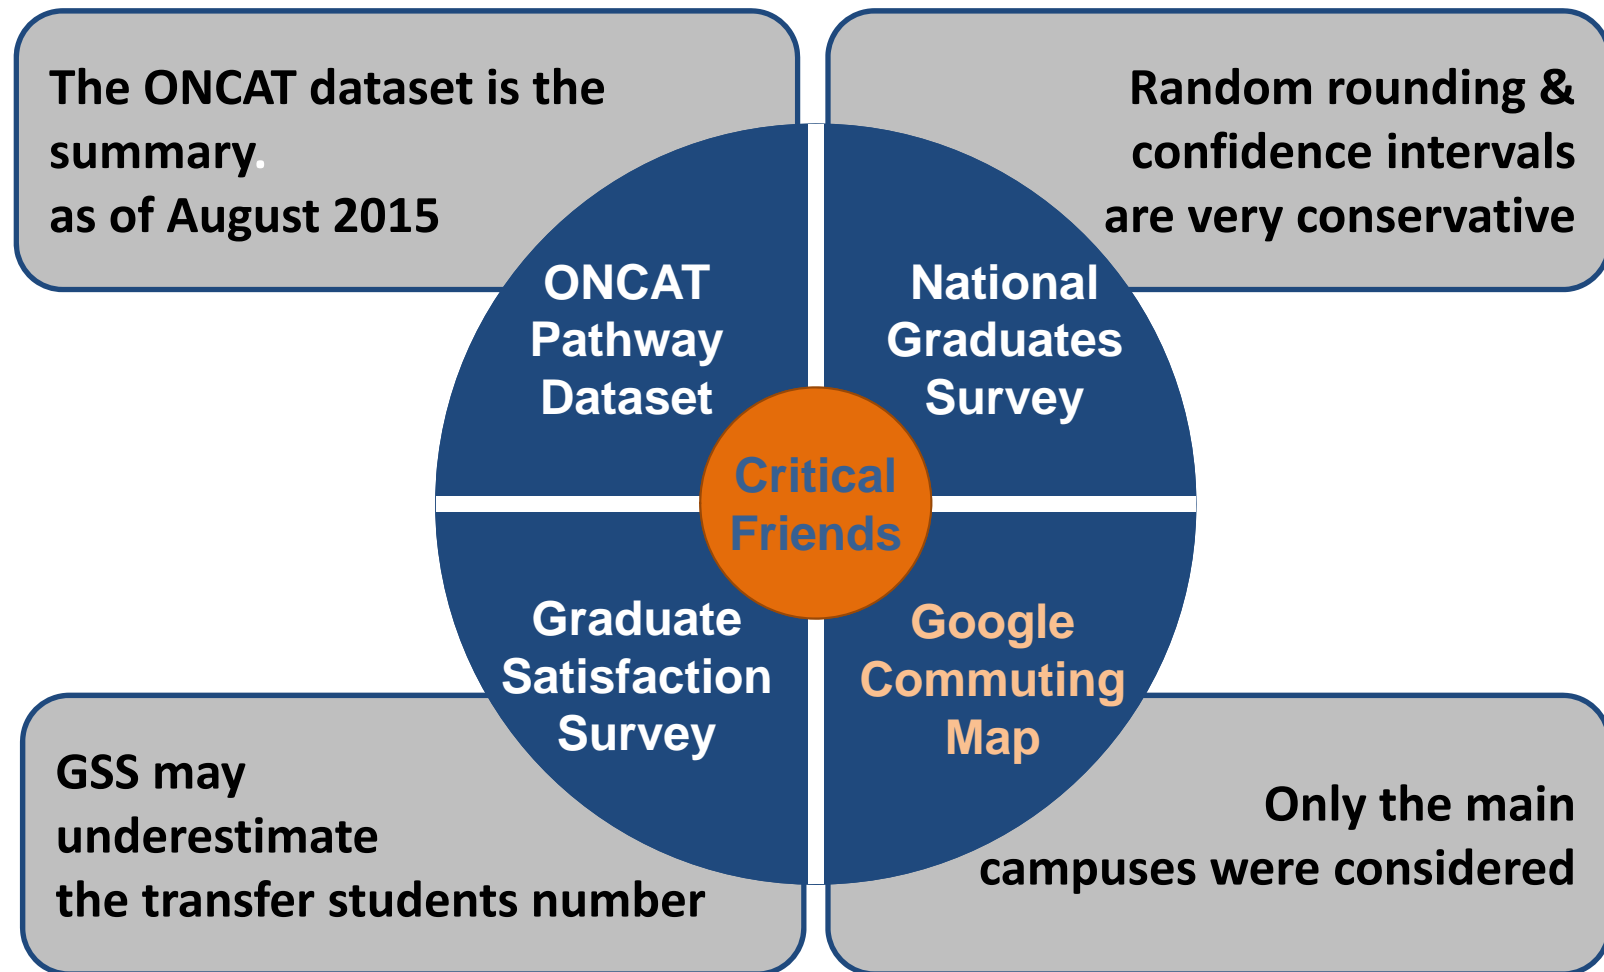 The ONCAT dataset is the
summary.
as of August 2015
Random rounding &
confidence intervals
are very conservative
ONCAT
Pathway
Dataset
National
Graduates
Survey
Critical
Friends
Graduate
Satisfaction
Survey
Google
Commuting
Map
GSS may
underestimate
the transfer students number
Only the main
campuses were considered